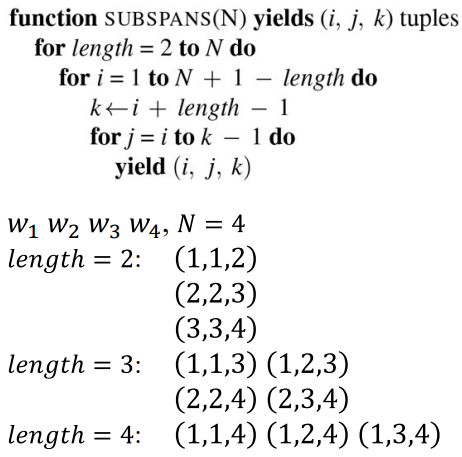 function SUBSPANS(N) yields (i, j, k) tuples
for length = 2 to N do
for i = 1 to N + 1 − length do
k ← i + length − 1
for j = i to k − 1 do
yield (i, j, k)
w₁ w₂ w₃ w₄, N = 4
length = 2: (1,1,2)
(2,2,3)
(3,3,4)
length = 3: (1,1,3) (1,2,3)
(2,2,4) (2,3,4)
length = 4: (1,1,4) (1,2,4) (1,3,4)